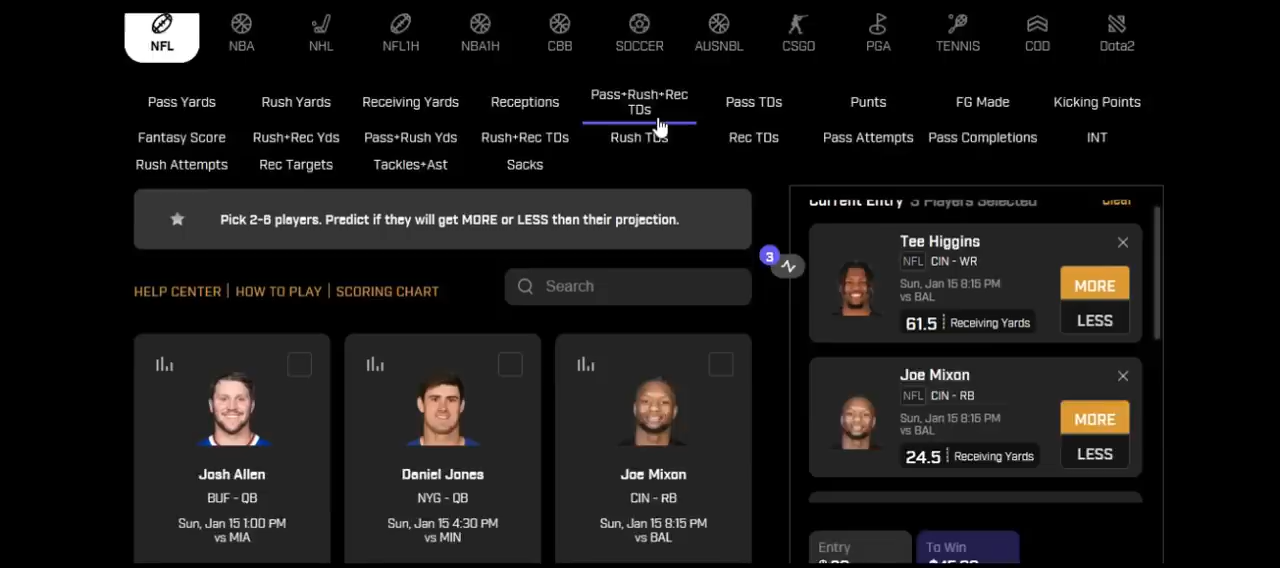 NFL
NBA
NHL
NFL1H
NBA1H
CBB
SOCCER
AUSNBL
CSGO
PGA
TENNIS
COD
Dota2
Pass Yards
Rush Yards
Receiving Yards
Receptions
Pass+Rush+Rec
TDs
Pass TDs
Punts
FG Made
Kicking Points
Fantasy Score
Rush+Rec Yds
Pass+Rush Yds
Rush+Rec TDs
Rush TDs
Rec TDs
Pass Attempts
Pass Completions
INT
Rush Attempts
Rec Targets
Tackles+Ast
Sacks
Pick 2-6 players. Predict if they will get MORE or LESS than their projection.
HELP CENTER | HOW TO PLAY | SCORING CHART
Search
Josh Allen
BUF - QB
Sun, Jan 15 1:00 PM
vs MIA
Daniel Jones
NYG - QB
Sun, Jan 15 4:30 PM
vs MIN
Joe Mixon
CIN - RB
Sun, Jan 15 8:15 PM
vs BAL
3
Current Entry 3 Players Selected
Clear
Tee Higgins
NFL CIN - WR
Sun, Jan 15 8:15 PM
vs BAL
61.5 Receiving Yards
MORE
LESS
Joe Mixon
NFL CIN - RB
Sun, Jan 15 8:15 PM
vs BAL
24.5 Receiving Yards
MORE
LESS
Entry
To Win